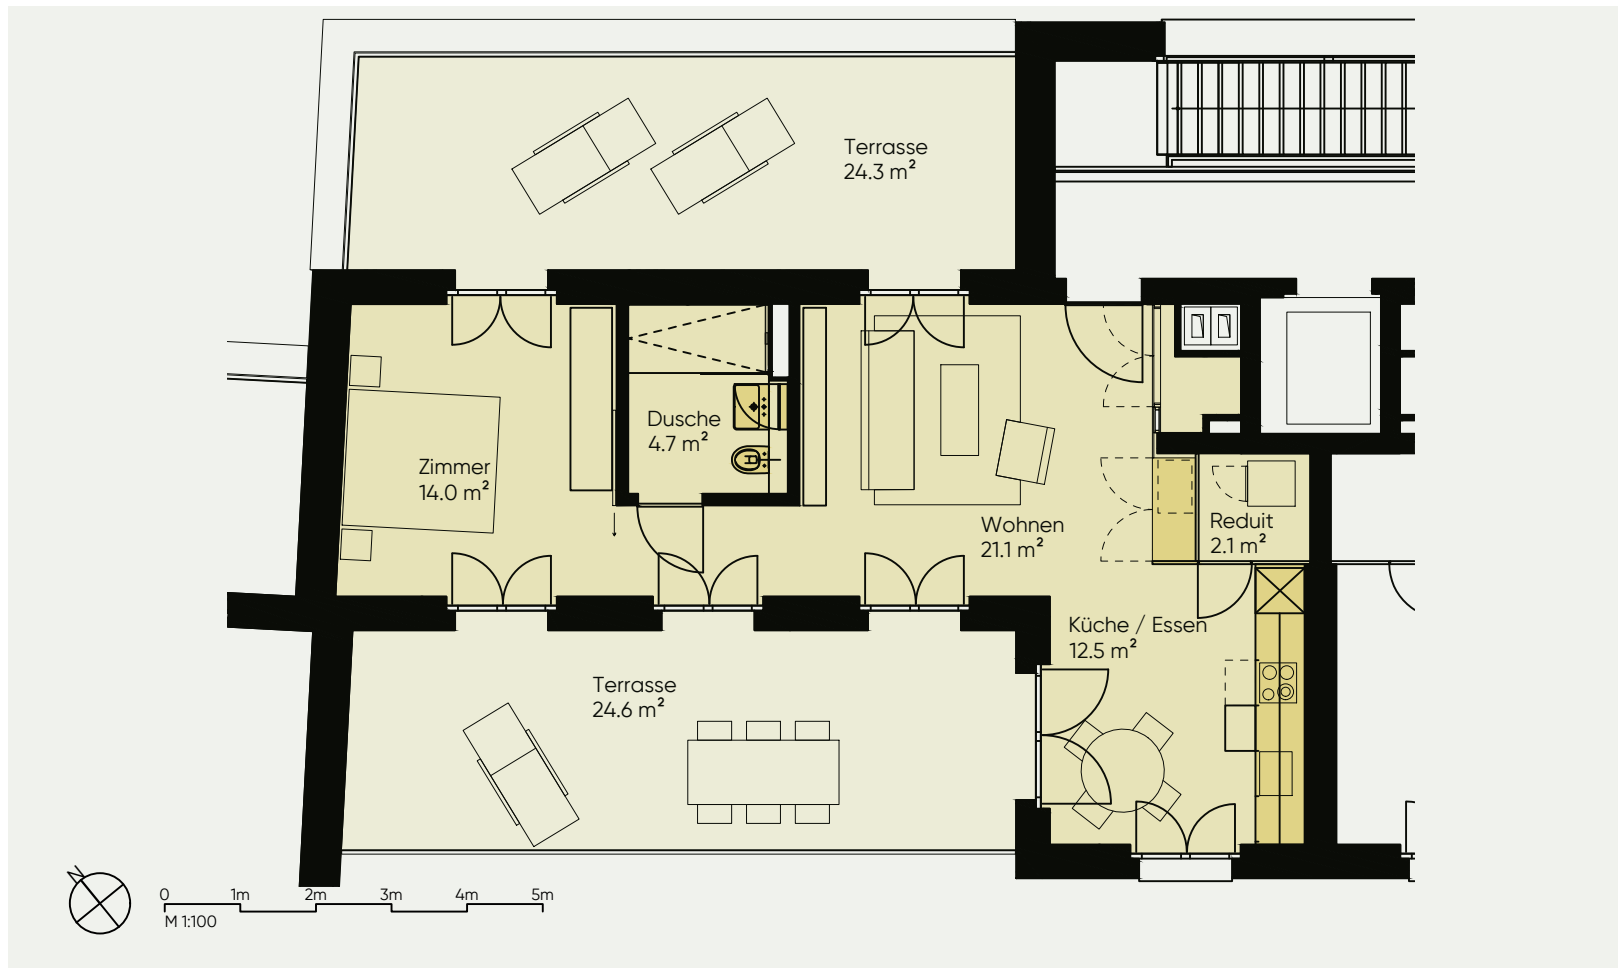 Terrasse
24.3 m²
Dusche
4.7 m²
Zimmer
14.0 m²
Wohnen
21.1 m²
Reduit
2.1 m²
Küche / Essen
12.5 m²
Terrasse
24.6 m²
N
0 1m 2m 3m 4m 5m
M 1:100